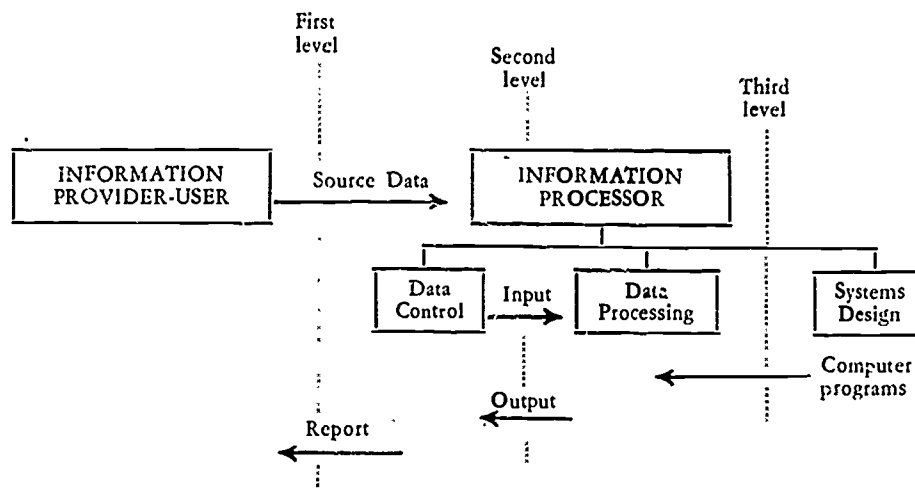 First
level
Second
level
Third
level
INFORMATION
PROVIDER-USER
Source Data
INFORMATION
PROCESSOR
Data
Control
Input
Data
Processing
Systems
Design
Computer
programs
Output
Report